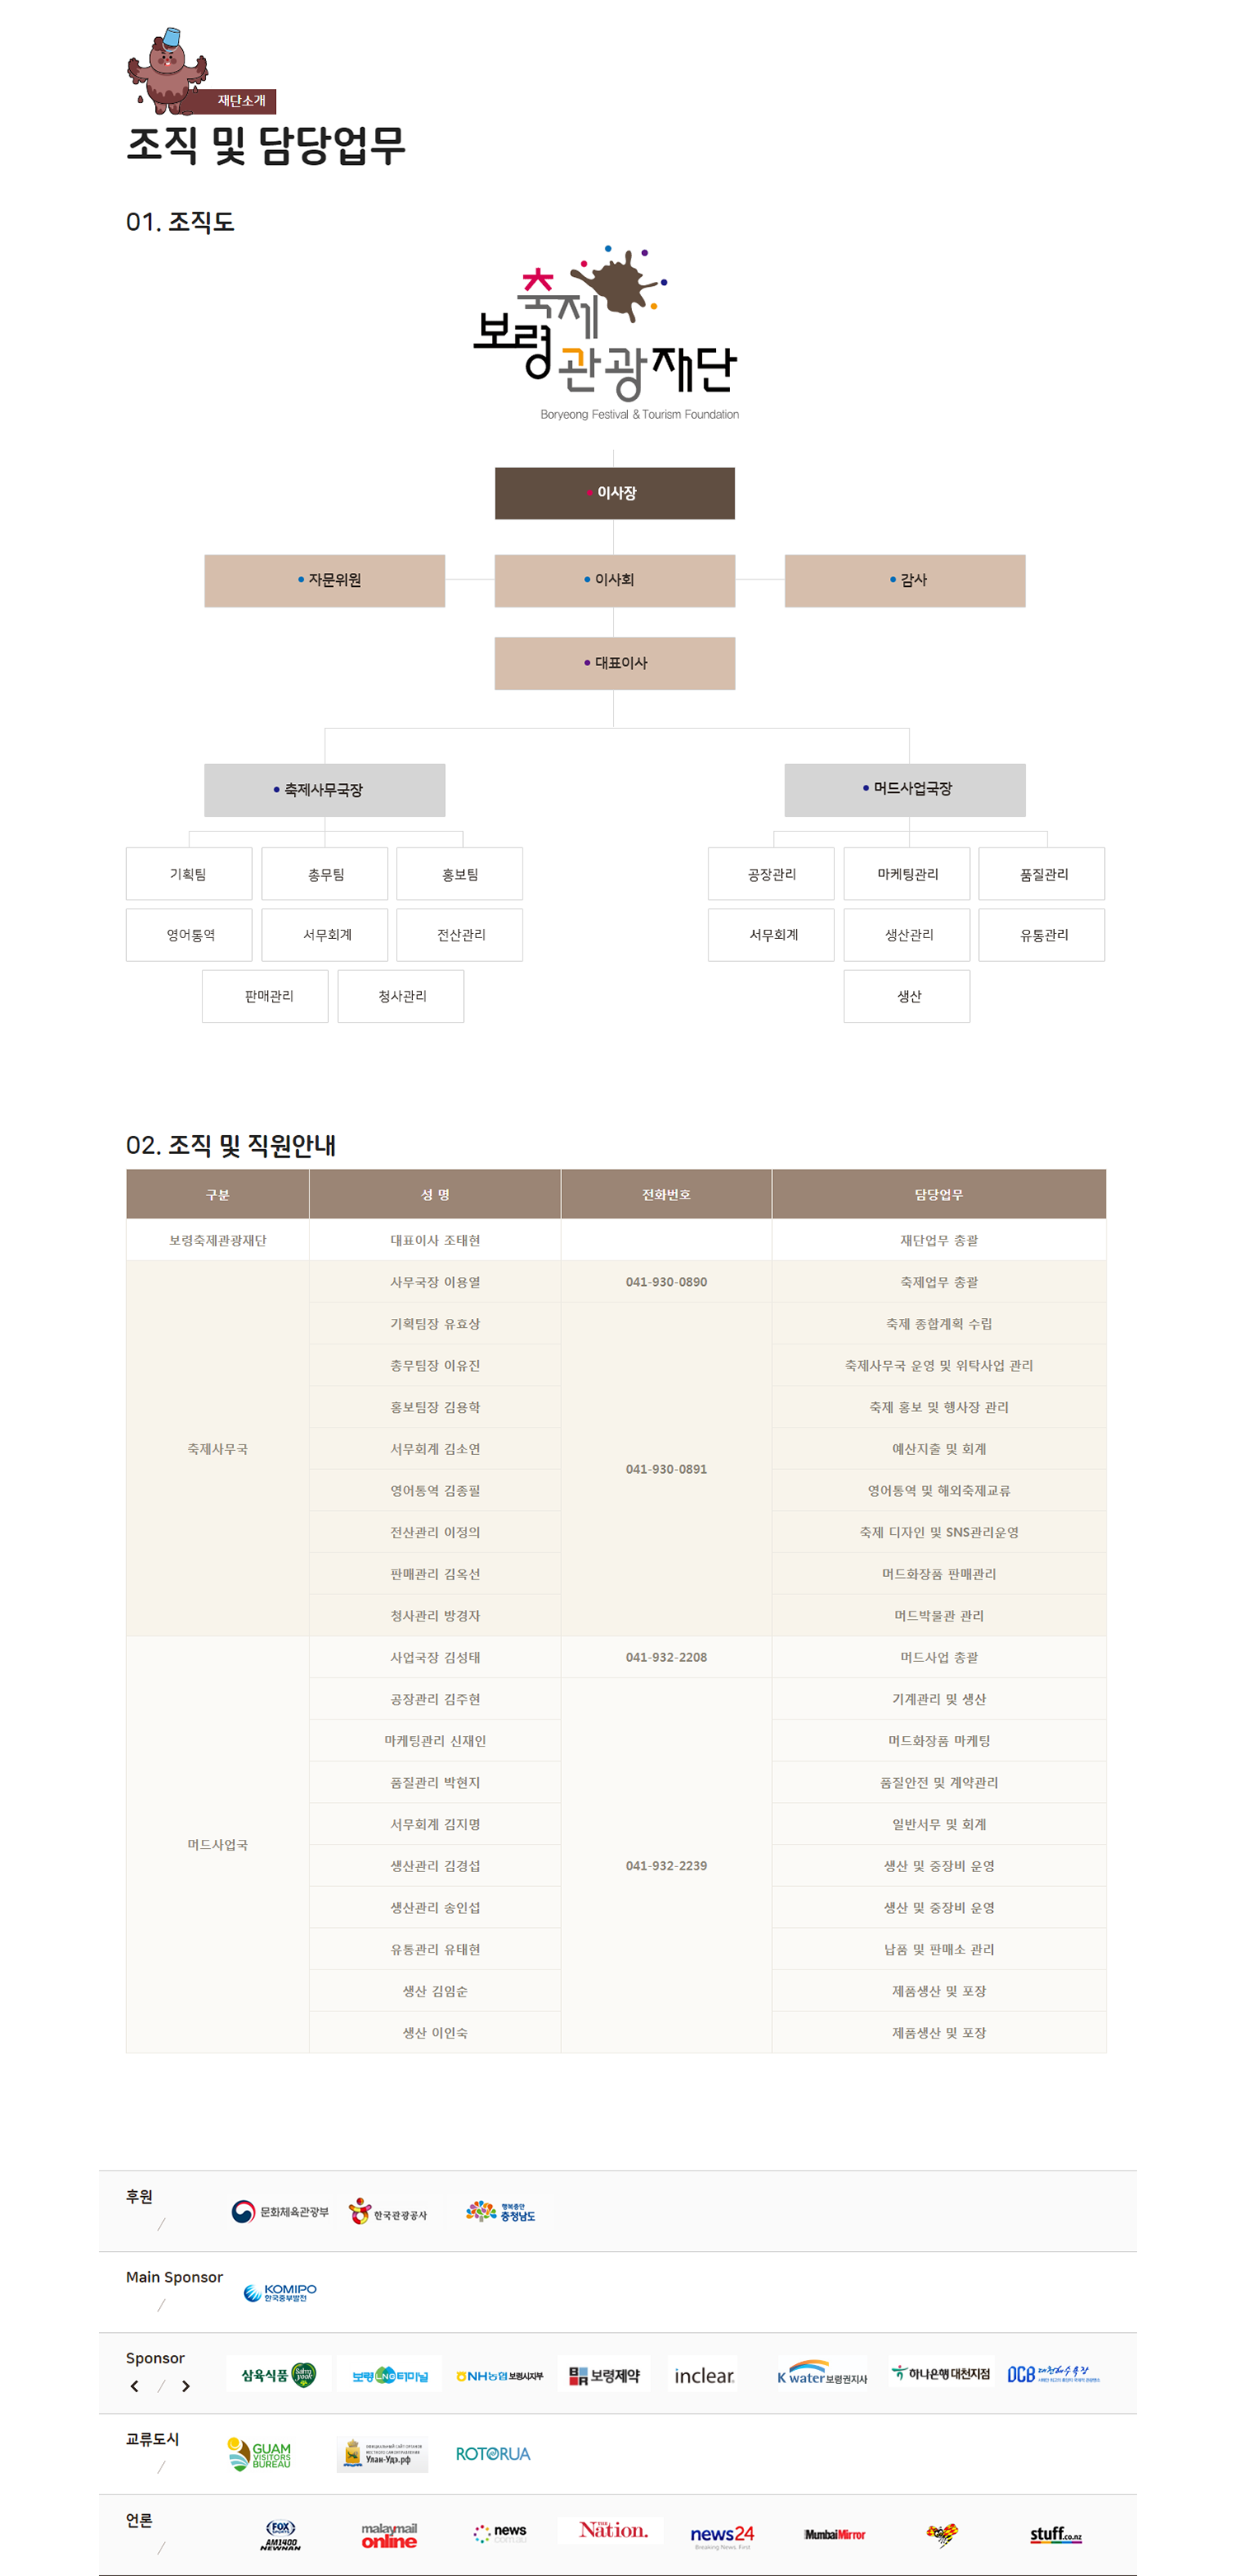 재단소개
조직 및 담당업무
01. 조직도
보령축제관광재단
Boryeong Festival & Tourism Foundation
이사장
자문위원 이사회 감사
대표이사
축제사무국장 머드사업국장
기획팀 총무팀 홍보팀 공장관리 마케팅관리 품질관리
영어통역 서무회계 전산관리 서무회계 생산관리 유통관리
판매관리 청사관리 생산
02. 조직 및 직원안내
구분 성 명 전화번호 담당업무
보령축제관광재단 대표이사 조태현 재단업무 총괄
축제사무국
사무국장 이용열 041-930-0890 축제업무 총괄
기획팀장 유효상 축제 종합계획 수립
총무팀장 이유진 축제사무국 운영 및 위탁사업 관리
홍보팀장 김용학 축제 홍보 및 행사장 관리
서무회계 김소연 예산지출 및 회계
041-930-0891
영어통역 김종필 영어통역 및 해외축제교류
전산관리 이정의 축제 디자인 및 SNS관리운영
판매관리 김옥선 머드화장품 판매관리
청사관리 방경자 머드박물관 관리
머드사업국
사업국장 김성태 041-932-2208 머드사업 총괄
공장관리 김주현 기계관리 및 생산
마케팅관리 신재인 머드화장품 마케팅
품질관리 박현지 품질안전 및 계약관리
서무회계 김지명 일반서무 및 회계
생산관리 김경섭 041-932-2239 생산 및 중장비 운영
생산관리 송인섭 생산 및 중장비 운영
유통관리 유태현 납품 및 판매소 관리
생산 김임순 제품생산 및 포장
생산 이인숙 제품생산 및 포장
후원
문화체육관광부 한국관광공사 행복충만 충청남도
Main Sponsor
KOMIPO 한국중부발전
Sponsor
삼육식품 Sahm yook 보령LNG터미널 NH농협 보령시지부 BR 보령제약 inclear. K water 보령권지사 하나은행 대천지점 OCB
교류도시
GUAM VISITORS BUREAU Улан-Удэ.рф ROTORUA
언론
FOX SPORTS AM1400 NEWNAN malaymail online news com.au THE Nation. news24 Breaking News. First MumbaiMirror stuff.co.nz